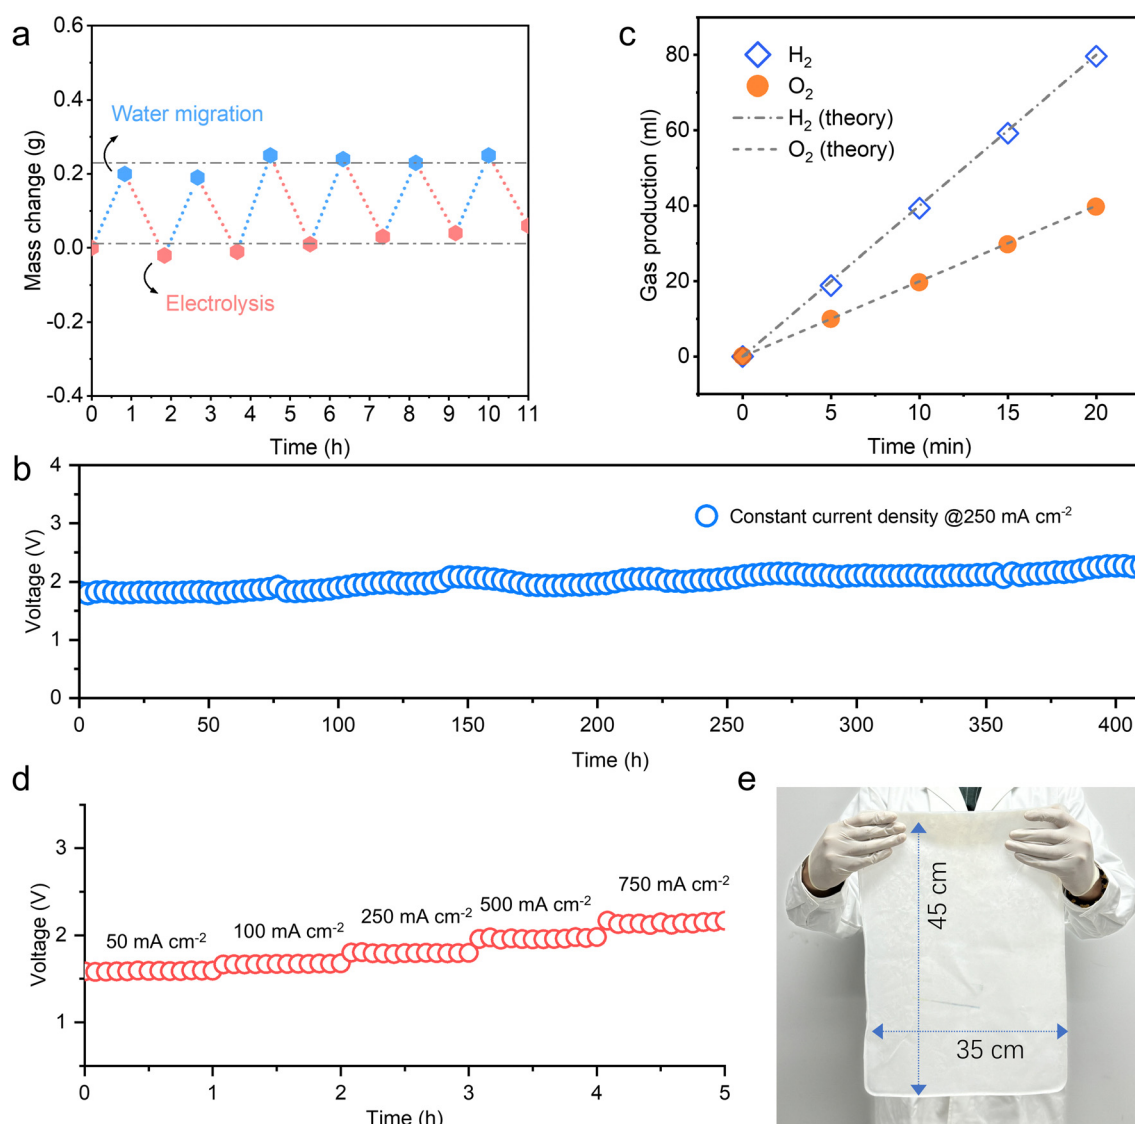 a
0.6
0.4
0.2
0.0
-0.2
-0.4
Mass change (g)
Water migration
Electrolysis
0 1 2 3 4 5 6 7 8 9 10 11
Time (h)
c
80
60
40
20
0
Gas production (ml)
H₂
O₂
H₂ (theory)
O₂ (theory)
0 5 10 15 20
Time (min)
b
4
3
2
1
0
Voltage (V)
Constant current density @250 mA cm⁻²
0 50 100 150 200 250 300 350 400
Time (h)
d
3
2
1
Voltage (V)
50 mA cm⁻²
100 mA cm⁻²
250 mA cm⁻²
500 mA cm⁻²
750 mA cm⁻²
0 1 2 3 4 5
Time (h)
e
45 cm
35 cm